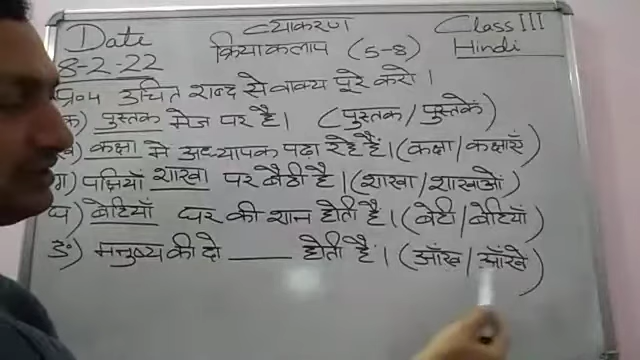 Date व्याकरण Class III
8-2-22 क्रियाकलाप (5-8) Hindi
प्र०4 उचित शब्द से वाक्य पूरे करो ।
क) पुस्तक मेज पर है। (पुस्तक / पुस्तकें)
कक्षा मे अध्यापक पढ़ा रहे हैं। (कक्षा / कक्षाएँ)
ग) पक्षियाँ शाखा पर बैठी है । (शाखा / शाखाओं)
घ) बेटियाँ घर की शान होती है । (बेटी / बेटियाँ)
ङ) मनुष्य की दो ____ होती हैं । (आँख / आँखे)